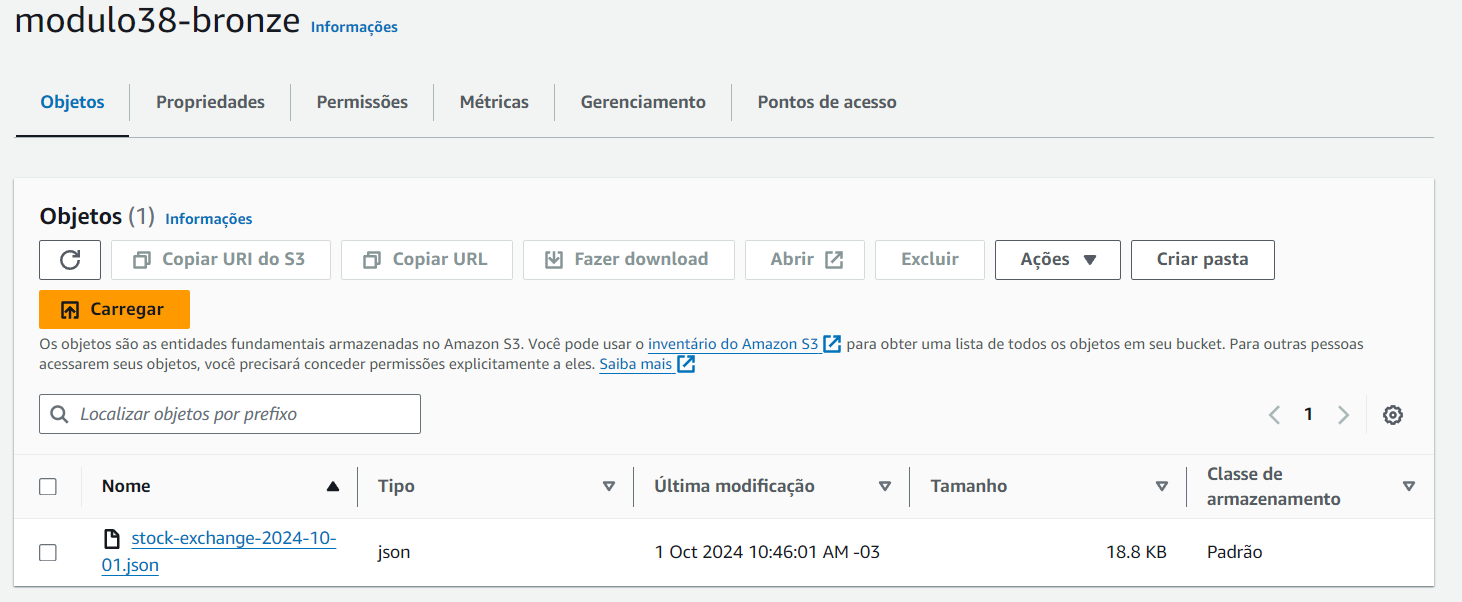 modulo38-bronze Informações
Objetos Propriedades Permissões Métricas Gerenciamento Pontos de acesso
Objetos (1) Informações
Copiar URI do S3 Copiar URL Fazer download Abrir Excluir Ações Criar pasta
Carregar
Os objetos são as entidades fundamentais armazenadas no Amazon S3. Você pode usar o inventário do Amazon S3 para obter uma lista de todos os objetos em seu bucket. Para outras pessoas
acessarem seus objetos, você precisará conceder permissões explicitamente a eles. Saiba mais
Localizar objetos por prefixo
1
Nome Tipo Última modificação Tamanho Classe de
armazenamento
stock-exchange-2024-10-
01.json
json 1 Oct 2024 10:46:01 AM -03 18.8 KB Padrão